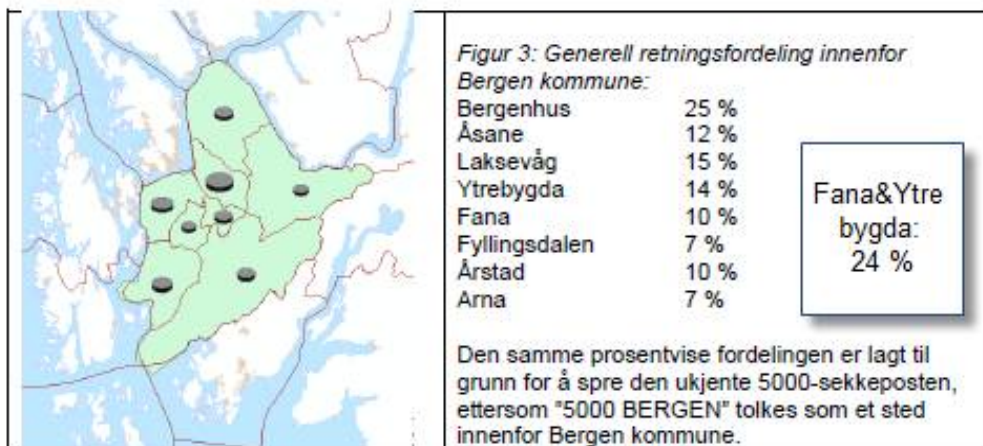 Figur 3: Generell retningsfordeling innenfor
Bergen kommune:
Bergenhus 25 %
Åsane 12 %
Laksevåg 15 %
Ytrebygda 14 %
Fana 10 %
Fyllingsdalen 7 %
Årstad 10 %
Arna 7 %
Fana&Ytre
bygda:
24 %
Den samme prosentvise fordelingen er lagt til
grunn for å spre den ukjente 5000-sekkeposten,
ettersom "5000 BERGEN" tolkes som et sted
innenfor Bergen kommune.